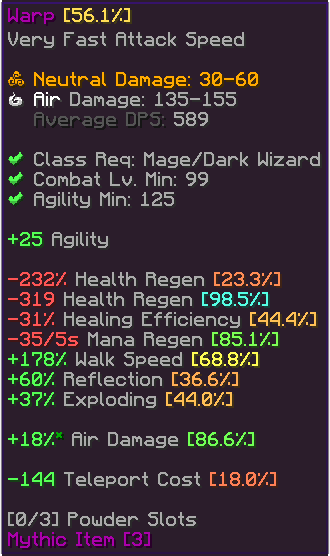 Warp [56.1%]
Very Fast Attack Speed
Neutral Damage: 30-60
Air Damage: 135-155
Average DPS: 589
✔ Class Req: Mage/Dark Wizard
✔ Combat Lv. Min: 99
✔ Agility Min: 125
+25 Agility
-232% Health Regen [23.3%]
-319 Health Regen [98.5%]
-31% Healing Efficiency [44.4%]
-35/5s Mana Regen [85.1%]
+178% Walk Speed [68.8%]
+60% Reflection [36.6%]
+37% Exploding [44.0%]
+18%* Air Damage [86.6%]
-144 Teleport Cost [18.0%]
[0/3] Powder Slots
Mythic Item [3]